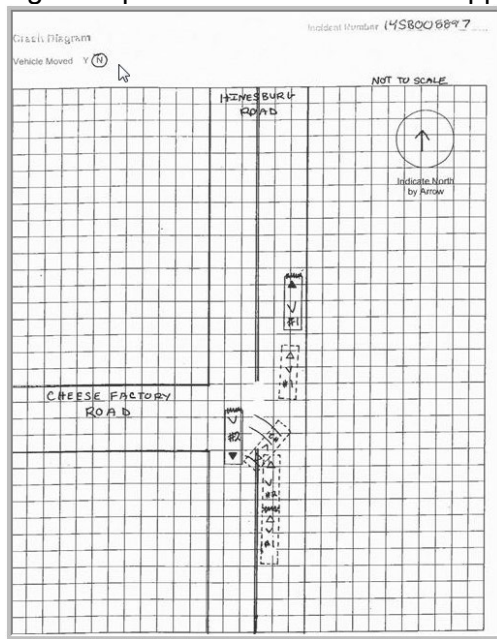 Incident Number 14SB008897
Crash Diagram
Vehicle Moved Y N
NOT TO SCALE
HINESBURG
ROAD
Indicate North
by Arrow
V
#1
V
#1
CHEESE FACTORY
ROAD
V
#2
V
#2
V
#1